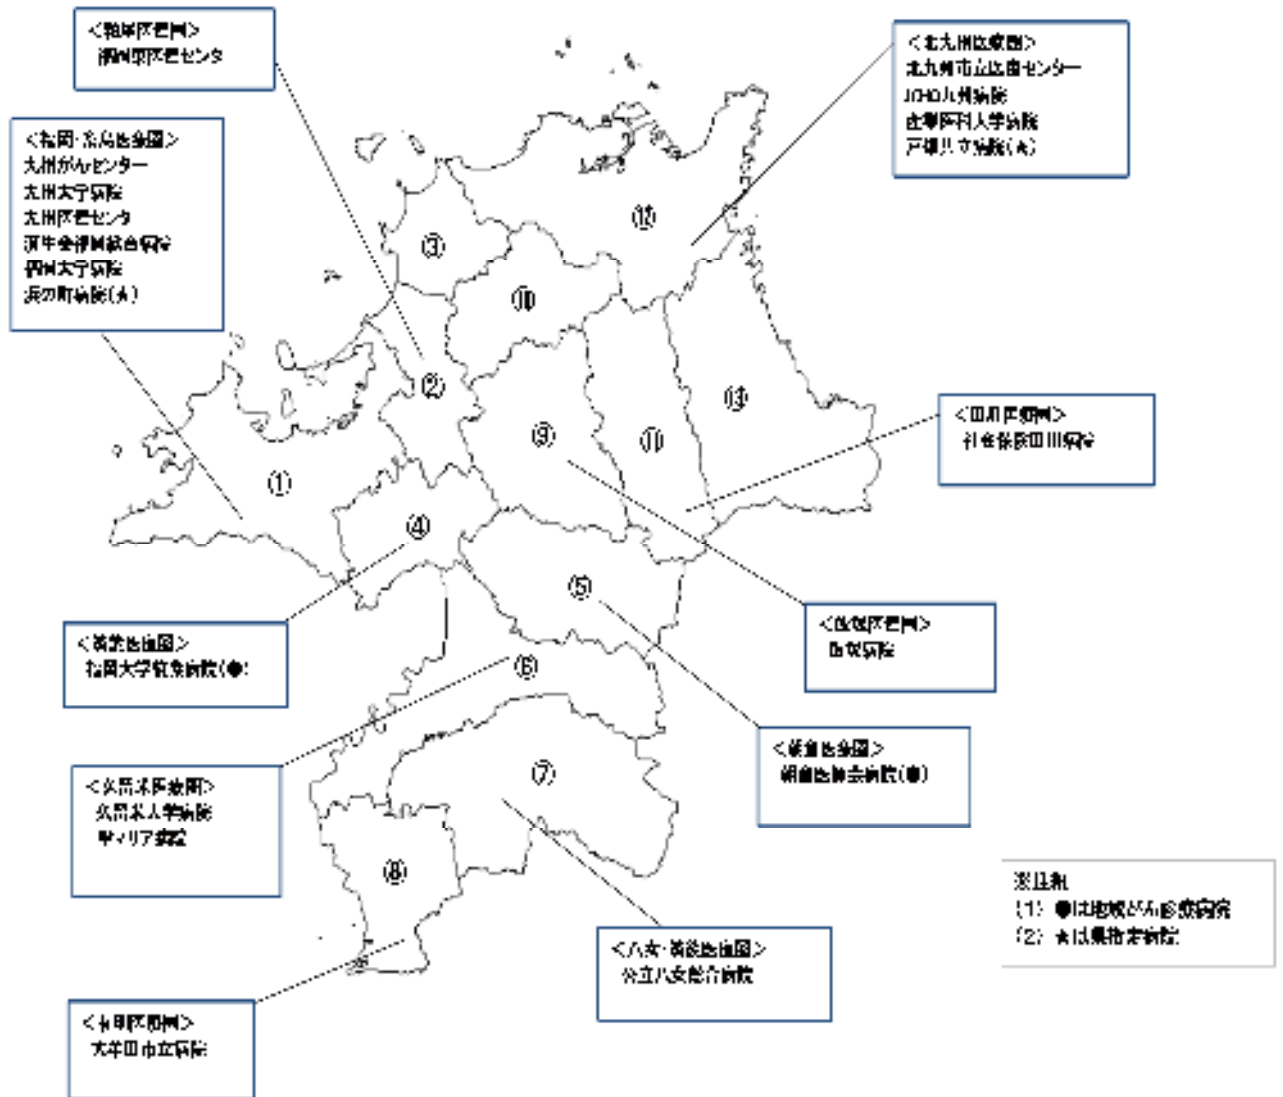 <粕屋医療圏>
福岡東医療センタ
<福岡・糸島医療圏>
九州がんセンター
九州大学病院
九州医療センタ
済生会福岡総合病院
福岡大学病院
浜の町病院(★)
<北九州医療圏>
北九州市立医療センター
JCHO九州病院
産業医科大学病院
戸畑共立病院(★)
③
⑫
⑩
②
⑬
⑨
⑪
①
④
⑤
⑥
⑦
⑧
<田川医療圏>
社会保険田川病院
<筑紫医療圏>
福岡大学筑紫病院(●)
<飯塚医療圏>
飯塚病院
<朝倉医療圏>
朝倉医師会病院(●)
<久留米医療圏>
久留米大学病院
聖マリア病院
<八女・筑後医療圏>
公立八女総合病院
<有明医療圏>
大牟田市立病院
(1) ●は地域がん診療病院
(2) ★は県指定病院